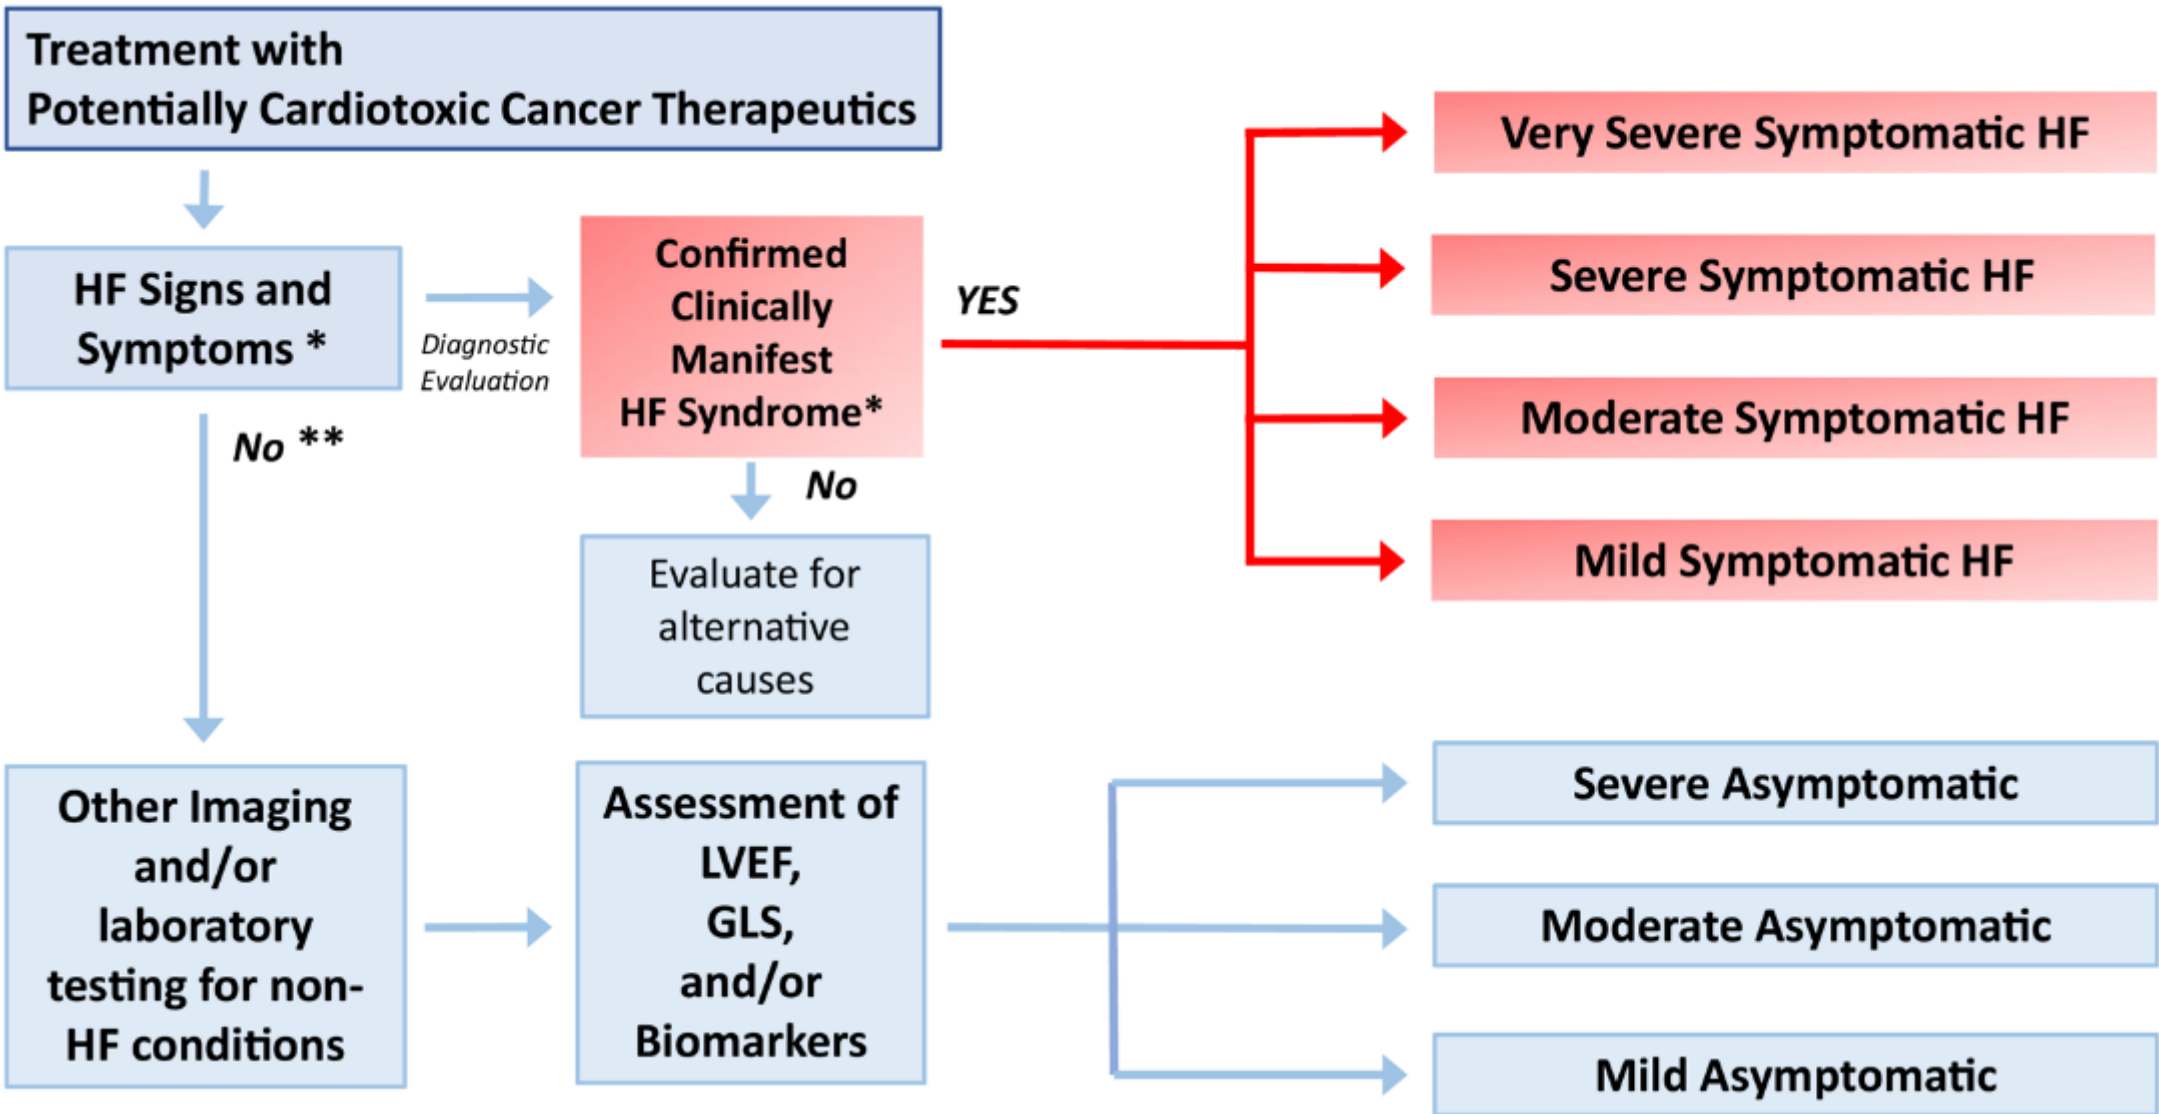 Treatment with
Potentially Cardiotoxic Cancer Therapeutics
HF Signs and
Symptoms *
Diagnostic
Evaluation
Confirmed
Clinically
Manifest
HF Syndrome*
YES
Very Severe Symptomatic HF
Severe Symptomatic HF
Moderate Symptomatic HF
Mild Symptomatic HF
No **
No
Evaluate for
alternative
causes
Other Imaging
and/or
laboratory
testing for non-
HF conditions
Assessment of
LVEF,
GLS,
and/or
Biomarkers
Severe Asymptomatic
Moderate Asymptomatic
Mild Asymptomatic